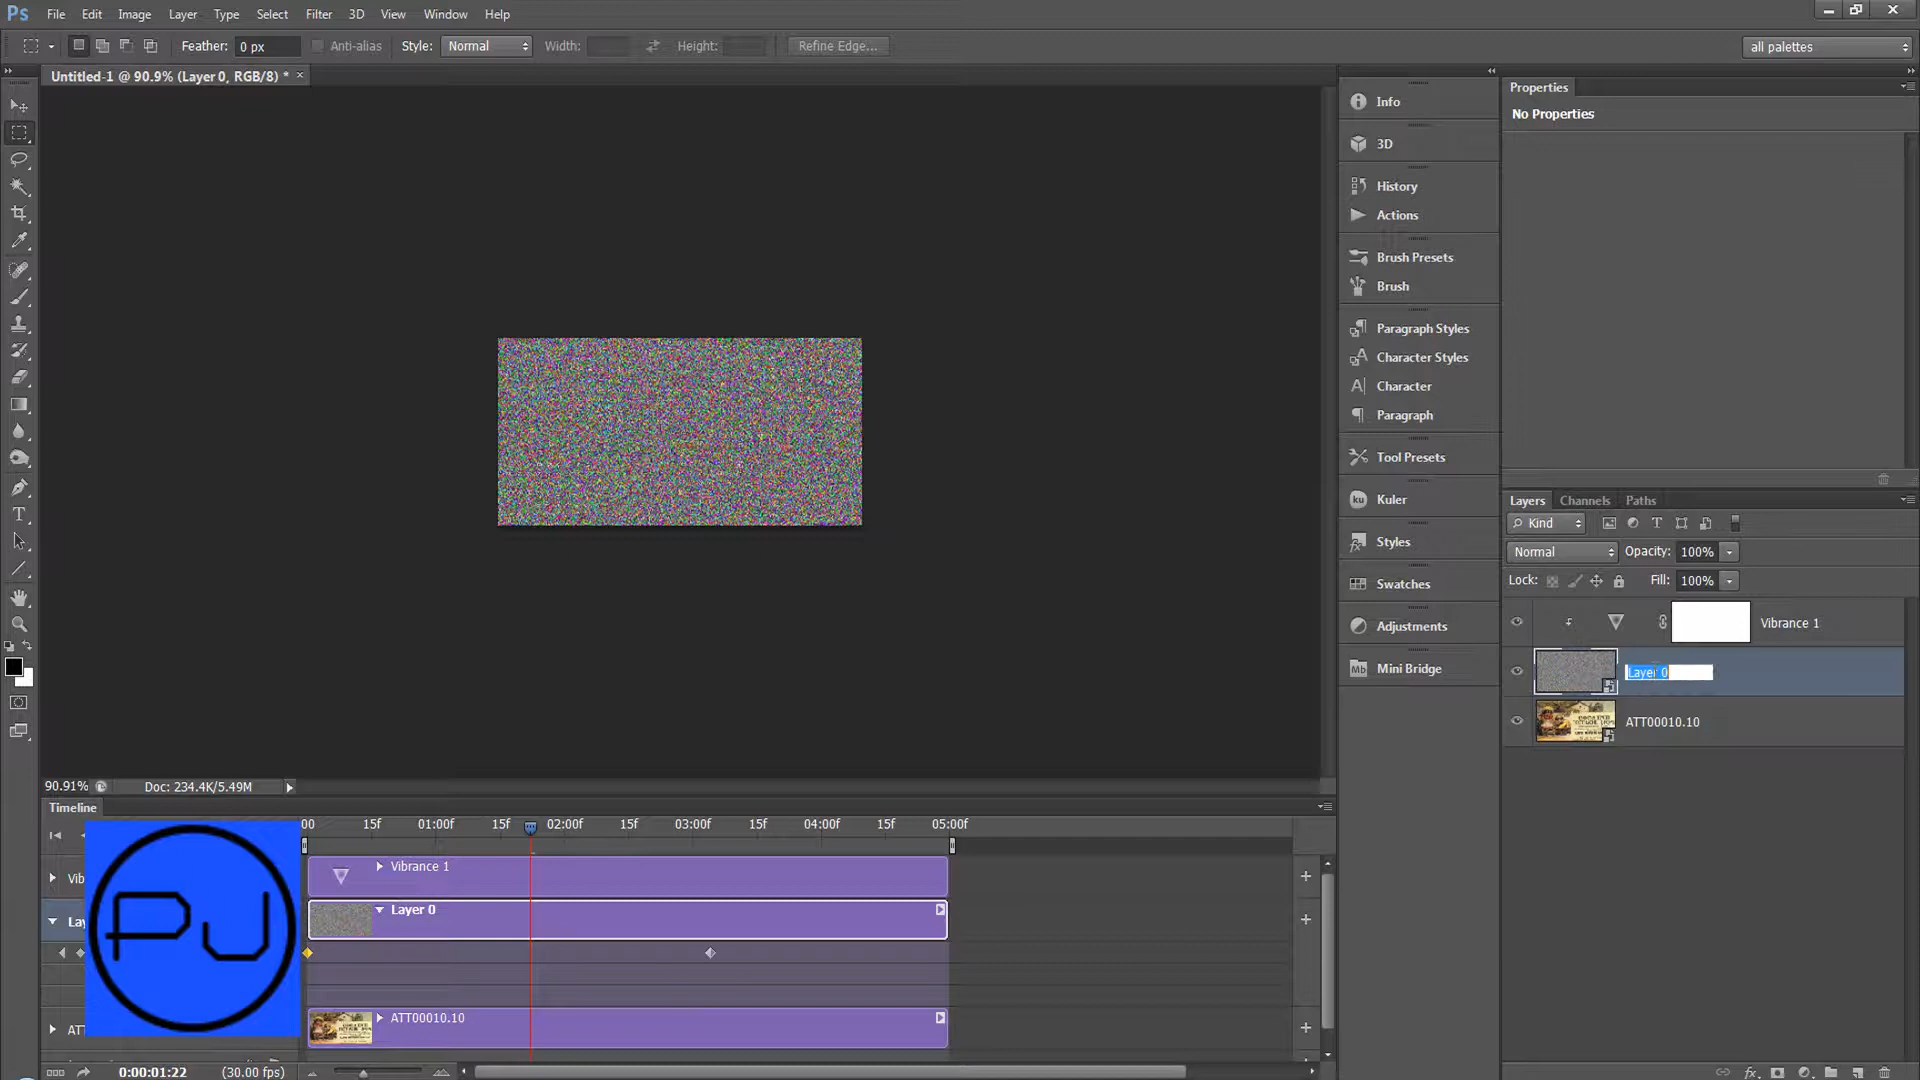 Ps File Edit Image Layer Type Select Filter 3D View Window Help
Feather: 0 px Anti-alias Style: Normal Width: Height: Refine Edge... all palettes
Untitled-1 @ 90.9% (Layer 0, RGB/8) * ×
Info
3D
History
Actions
Brush Presets
Brush
Paragraph Styles
Character Styles
Character
Paragraph
Tool Presets
ku Kuler
Styles
Swatches
Adjustments
Mb Mini Bridge
Properties
No Properties
Layers Channels Paths
Kind
Normal Opacity: 100%
Lock: Fill: 100%
Vibrance 1
Layer 0
ATT00010.10
90.91% Doc: 234.4K/5.49M
Timeline
00 15f 01:00f 15f 02:00f 15f 03:00f 15f 04:00f 15f 05:00f
Vib Vibrance 1
Lay Layer 0
AT ATT00010.10
PJ
0:00:01:22 (30.00 fps)
fx